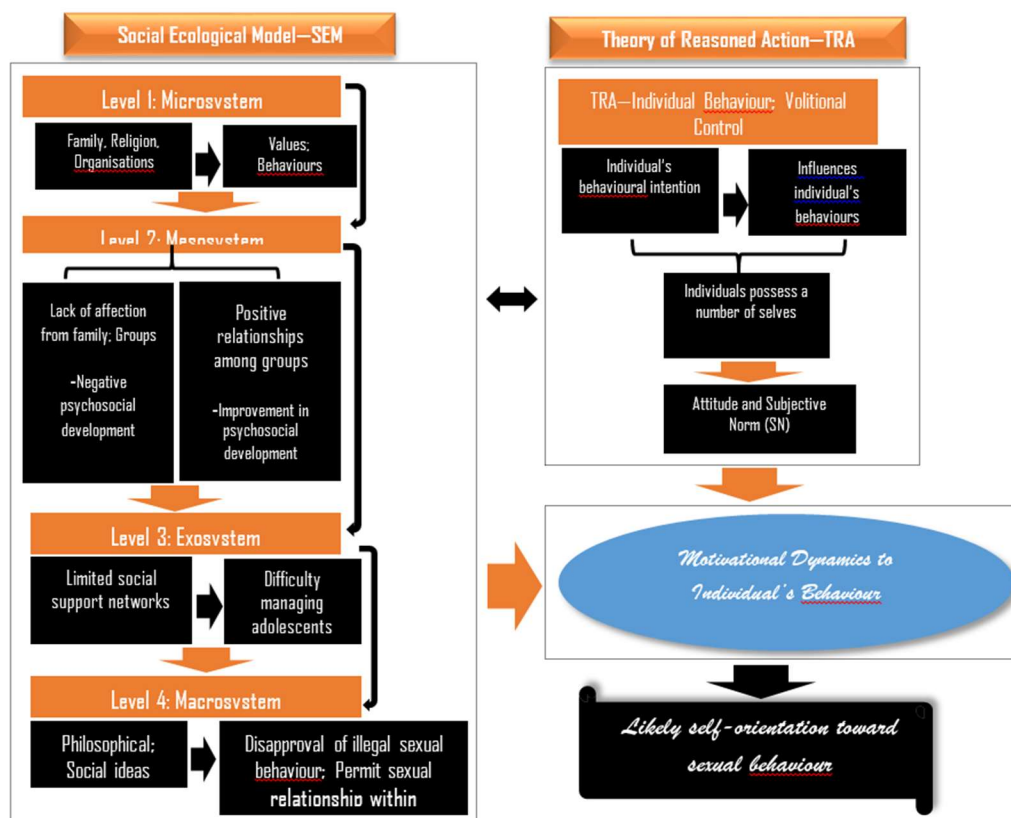 Social Ecological Model—SEM
Level 1: Microsystem
Family, Religion,
Organisations
Values;
Behaviours
Level 2: Mesosystem
Lack of affection
from family; Groups
-Negative
psychosocial
development
Positive
relationships
among groups
-Improvement in
psychosocial
development
Level 3: Exosystem
Limited social
support networks
Difficulty
managing
adolescents
Level 4: Macrosystem
Philosophical;
Social ideas
Disapproval of illegal sexual
behaviour; Permit sexual
relationship within
Theory of Reasoned Action—TRA
TRA—Individual Behaviour; Volitional
Control
Individual's
behavioural intention
Influences
individual's
behaviours
Individuals possess a
number of selves
Attitude and Subjective
Norm (SN)
Motivational Dynamics to
Individual's Behaviour
Likely self-orientation toward
sexual behaviour